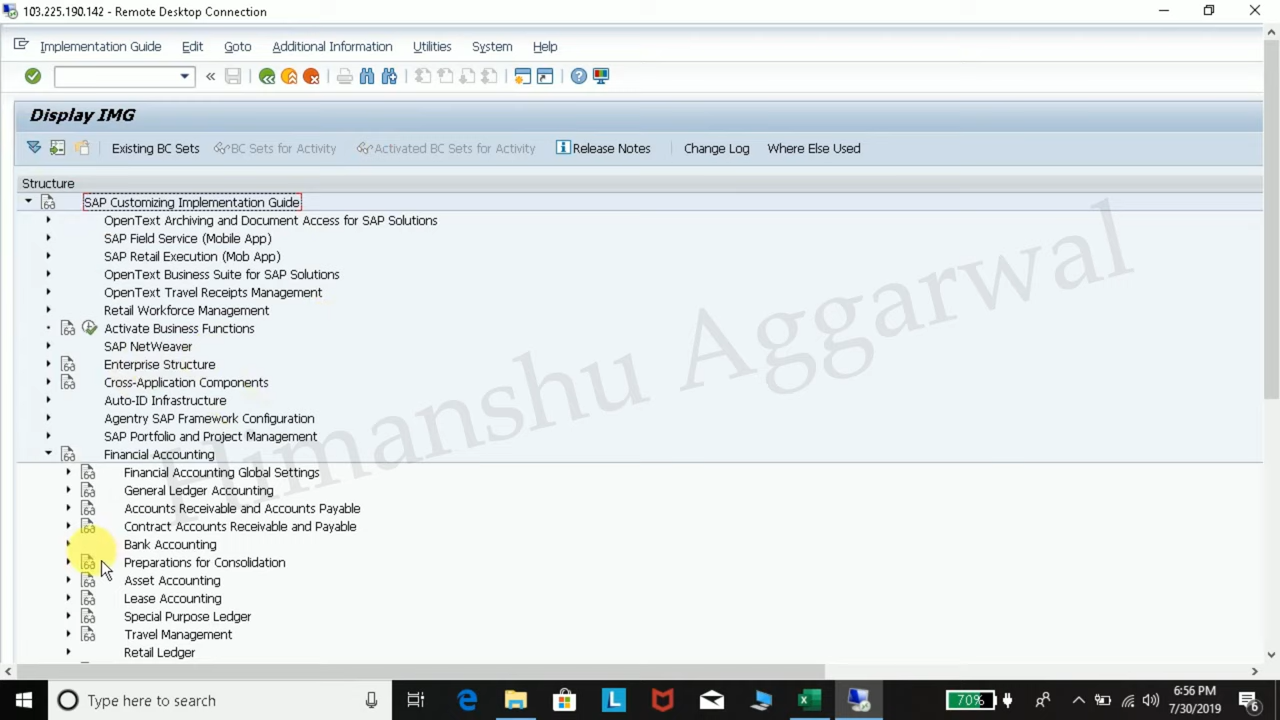 103.225.190.142 - Remote Desktop Connection
Implementation Guide Edit Goto Additional Information Utilities System Help
Display IMG
Existing BC Sets BC Sets for Activity Activated BC Sets for Activity Release Notes Change Log Where Else Used
Structure
SAP Customizing Implementation Guide
OpenText Archiving and Document Access for SAP Solutions
SAP Field Service (Mobile App)
SAP Retail Execution (Mob App)
OpenText Business Suite for SAP Solutions
OpenText Travel Receipts Management
Retail Workforce Management
Activate Business Functions
SAP NetWeaver
Enterprise Structure
Cross-Application Components
Auto-ID Infrastructure
Agentry SAP Framework Configuration
SAP Portfolio and Project Management
Financial Accounting
Financial Accounting Global Settings
General Ledger Accounting
Accounts Receivable and Accounts Payable
Contract Accounts Receivable and Payable
Bank Accounting
Preparations for Consolidation
Asset Accounting
Lease Accounting
Special Purpose Ledger
Travel Management
Retail Ledger
Himanshu Aggarwal
Type here to search
70%
6:56 PM
7/30/2019
6